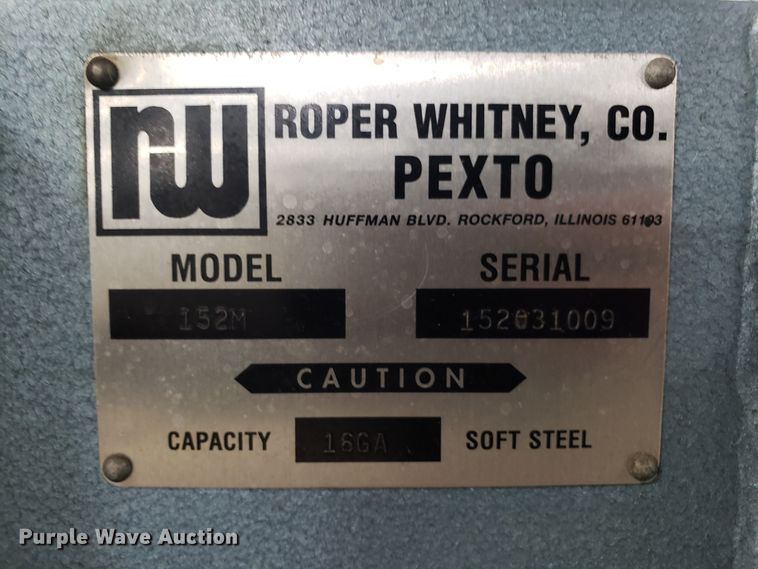 rw
ROPER WHITNEY, CO.
PEXTO
2833 HUFFMAN BLVD. ROCKFORD, ILLINOIS 61103
MODEL SERIAL
152M 152031009
CAUTION
CAPACITY 16GA SOFT STEEL
Purple Wave Auction